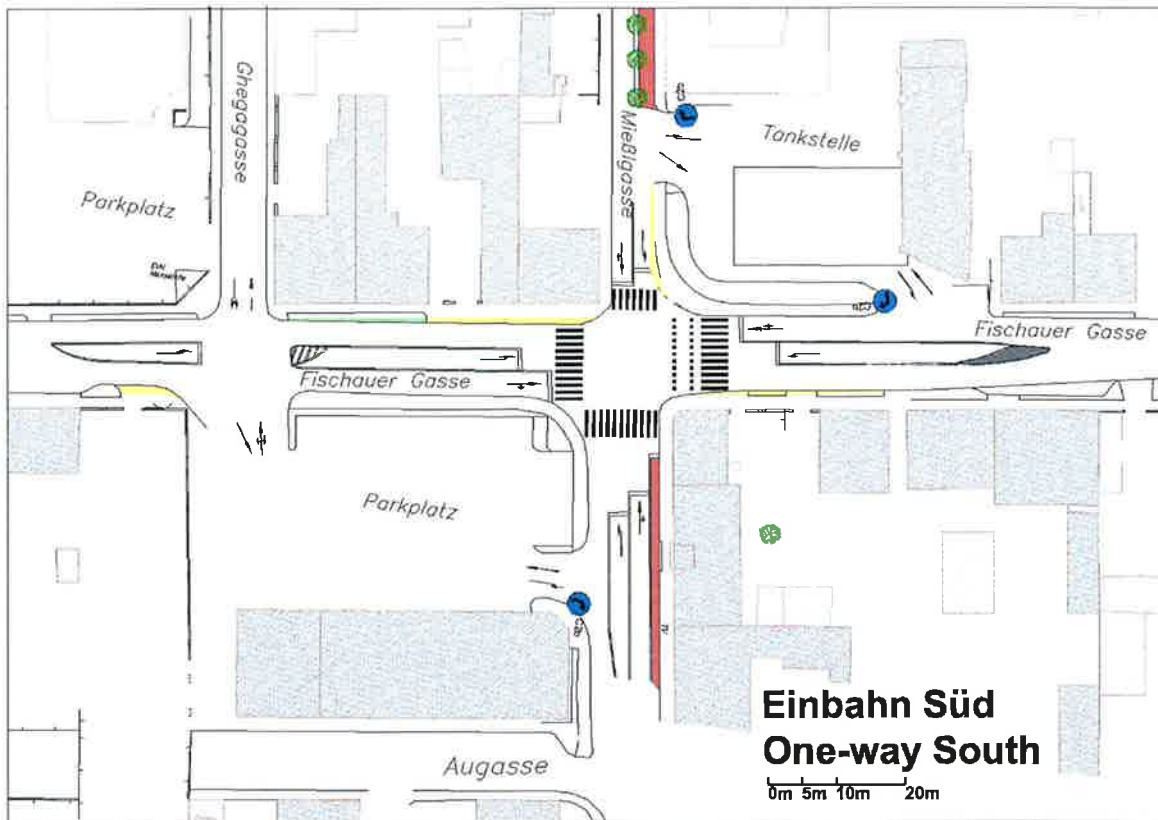 Ghegagasse
Mießlgasse
Tankstelle
Parkplatz
Fischauer Gasse
Fischauer Gasse
Parkplatz
Augasse
Einbahn Süd
One-way South
0m 5m 10m 20m